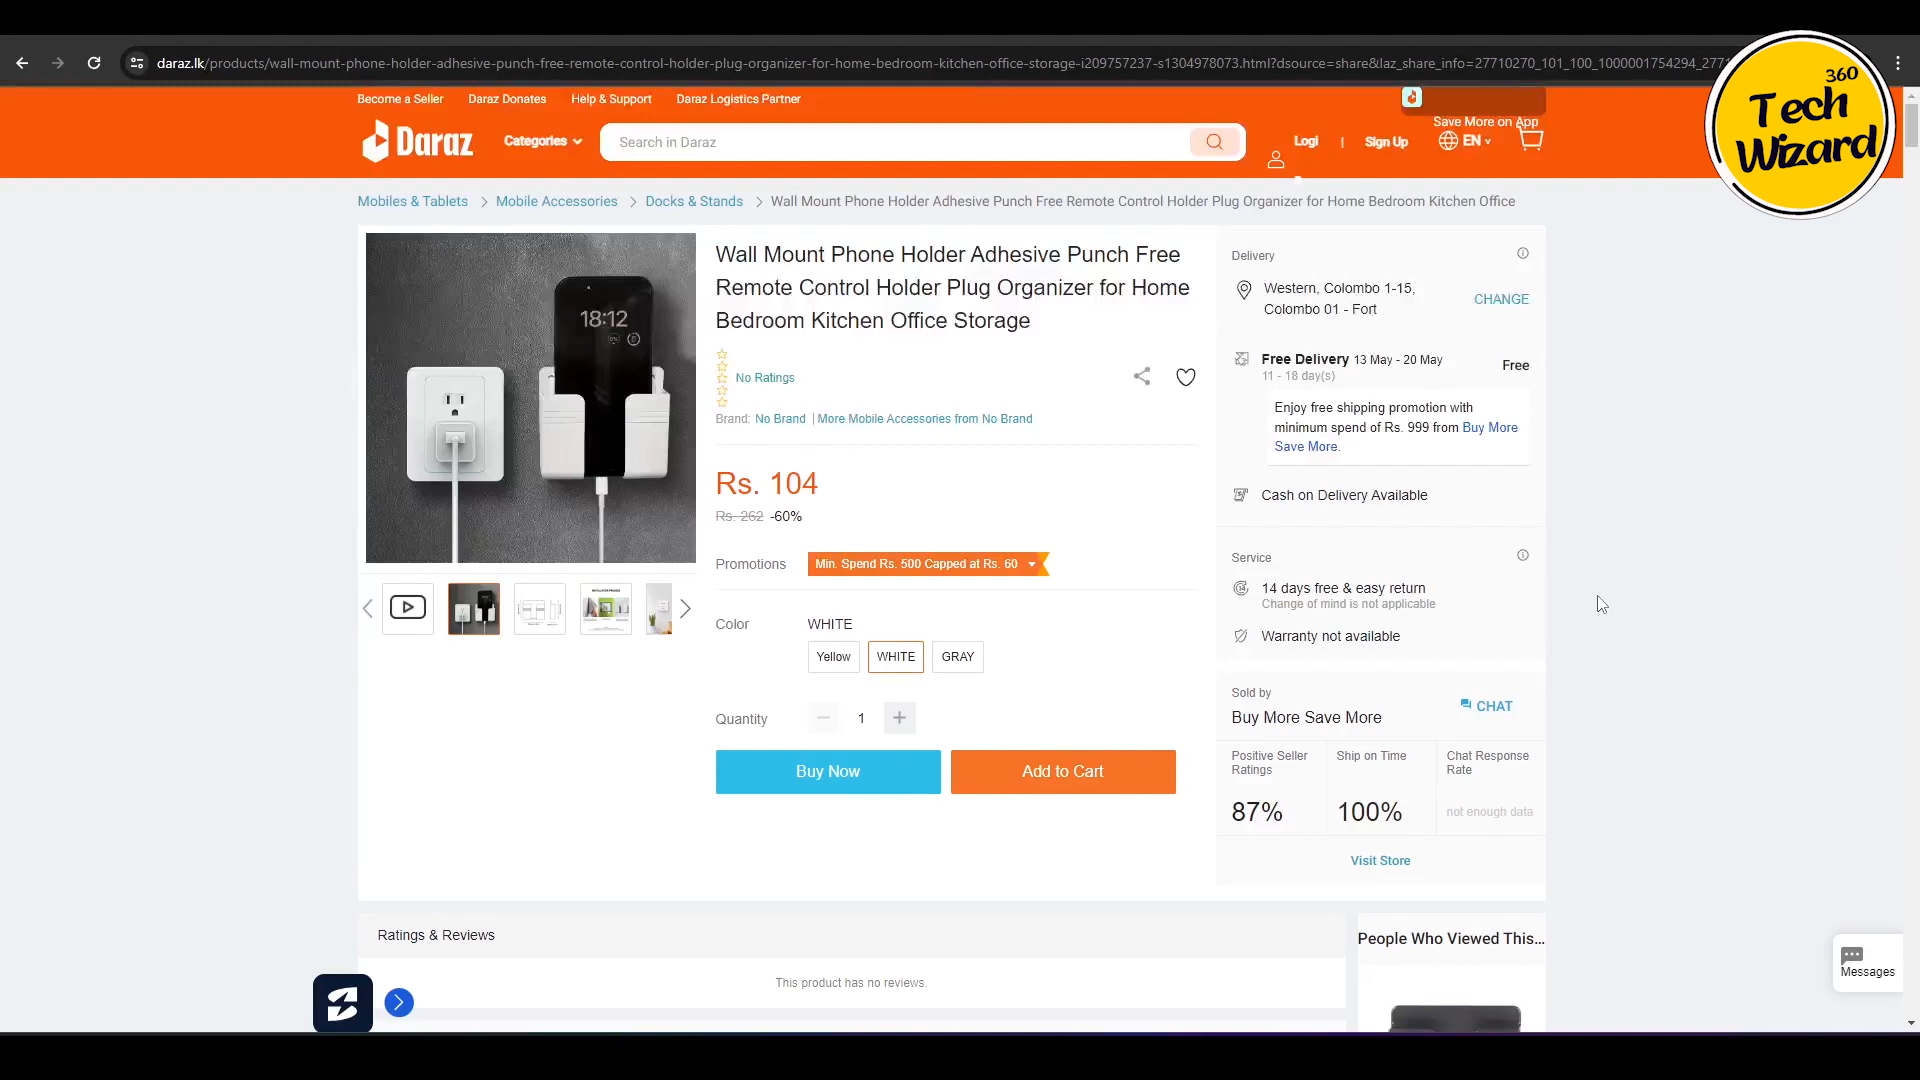 daraz.lk/products/wall-mount-phone-holder-adhesive-punch-free-remote-control-holder-plug-organizer-for-home-bedroom-kitchen-office-storage-i209757237-s1304978073.html?dsource=share&laz_share_info=27710270_101_100_1000001754294_2771
360
Tech
Wizard
Become a Seller
Daraz Donates
Help & Support
Daraz Logistics Partner
Save More on App
Daraz
Categories
Search in Daraz
Logi
|
Sign Up
EN
Mobiles & Tablets
Mobile Accessories
Docks & Stands
Wall Mount Phone Holder Adhesive Punch Free Remote Control Holder Plug Organizer for Home Bedroom Kitchen Office
18:12
Wall Mount Phone Holder Adhesive Punch Free
Remote Control Holder Plug Organizer for Home
Bedroom Kitchen Office Storage
No Ratings
Brand: No Brand | More Mobile Accessories from No Brand
Rs. 104
Rs. 262 -60%
Promotions
Min. Spend Rs. 500 Capped at Rs. 60
Color
WHITE
Yellow
WHITE
GRAY
Quantity
1
Buy Now
Add to Cart
Delivery
Western, Colombo 1-15,
Colombo 01 - Fort
CHANGE
Free Delivery 13 May - 20 May
11 - 18 day(s)
Free
Enjoy free shipping promotion with
minimum spend of Rs. 999 from Buy More
Save More.
Cash on Delivery Available
Service
14 days free & easy return
Change of mind is not applicable
Warranty not available
Sold by
Buy More Save More
CHAT
Positive Seller
Ratings
87%
Ship on Time
100%
Chat Response
Rate
not enough data
Visit Store
Ratings & Reviews
This product has no reviews.
People Who Viewed This...
Messages